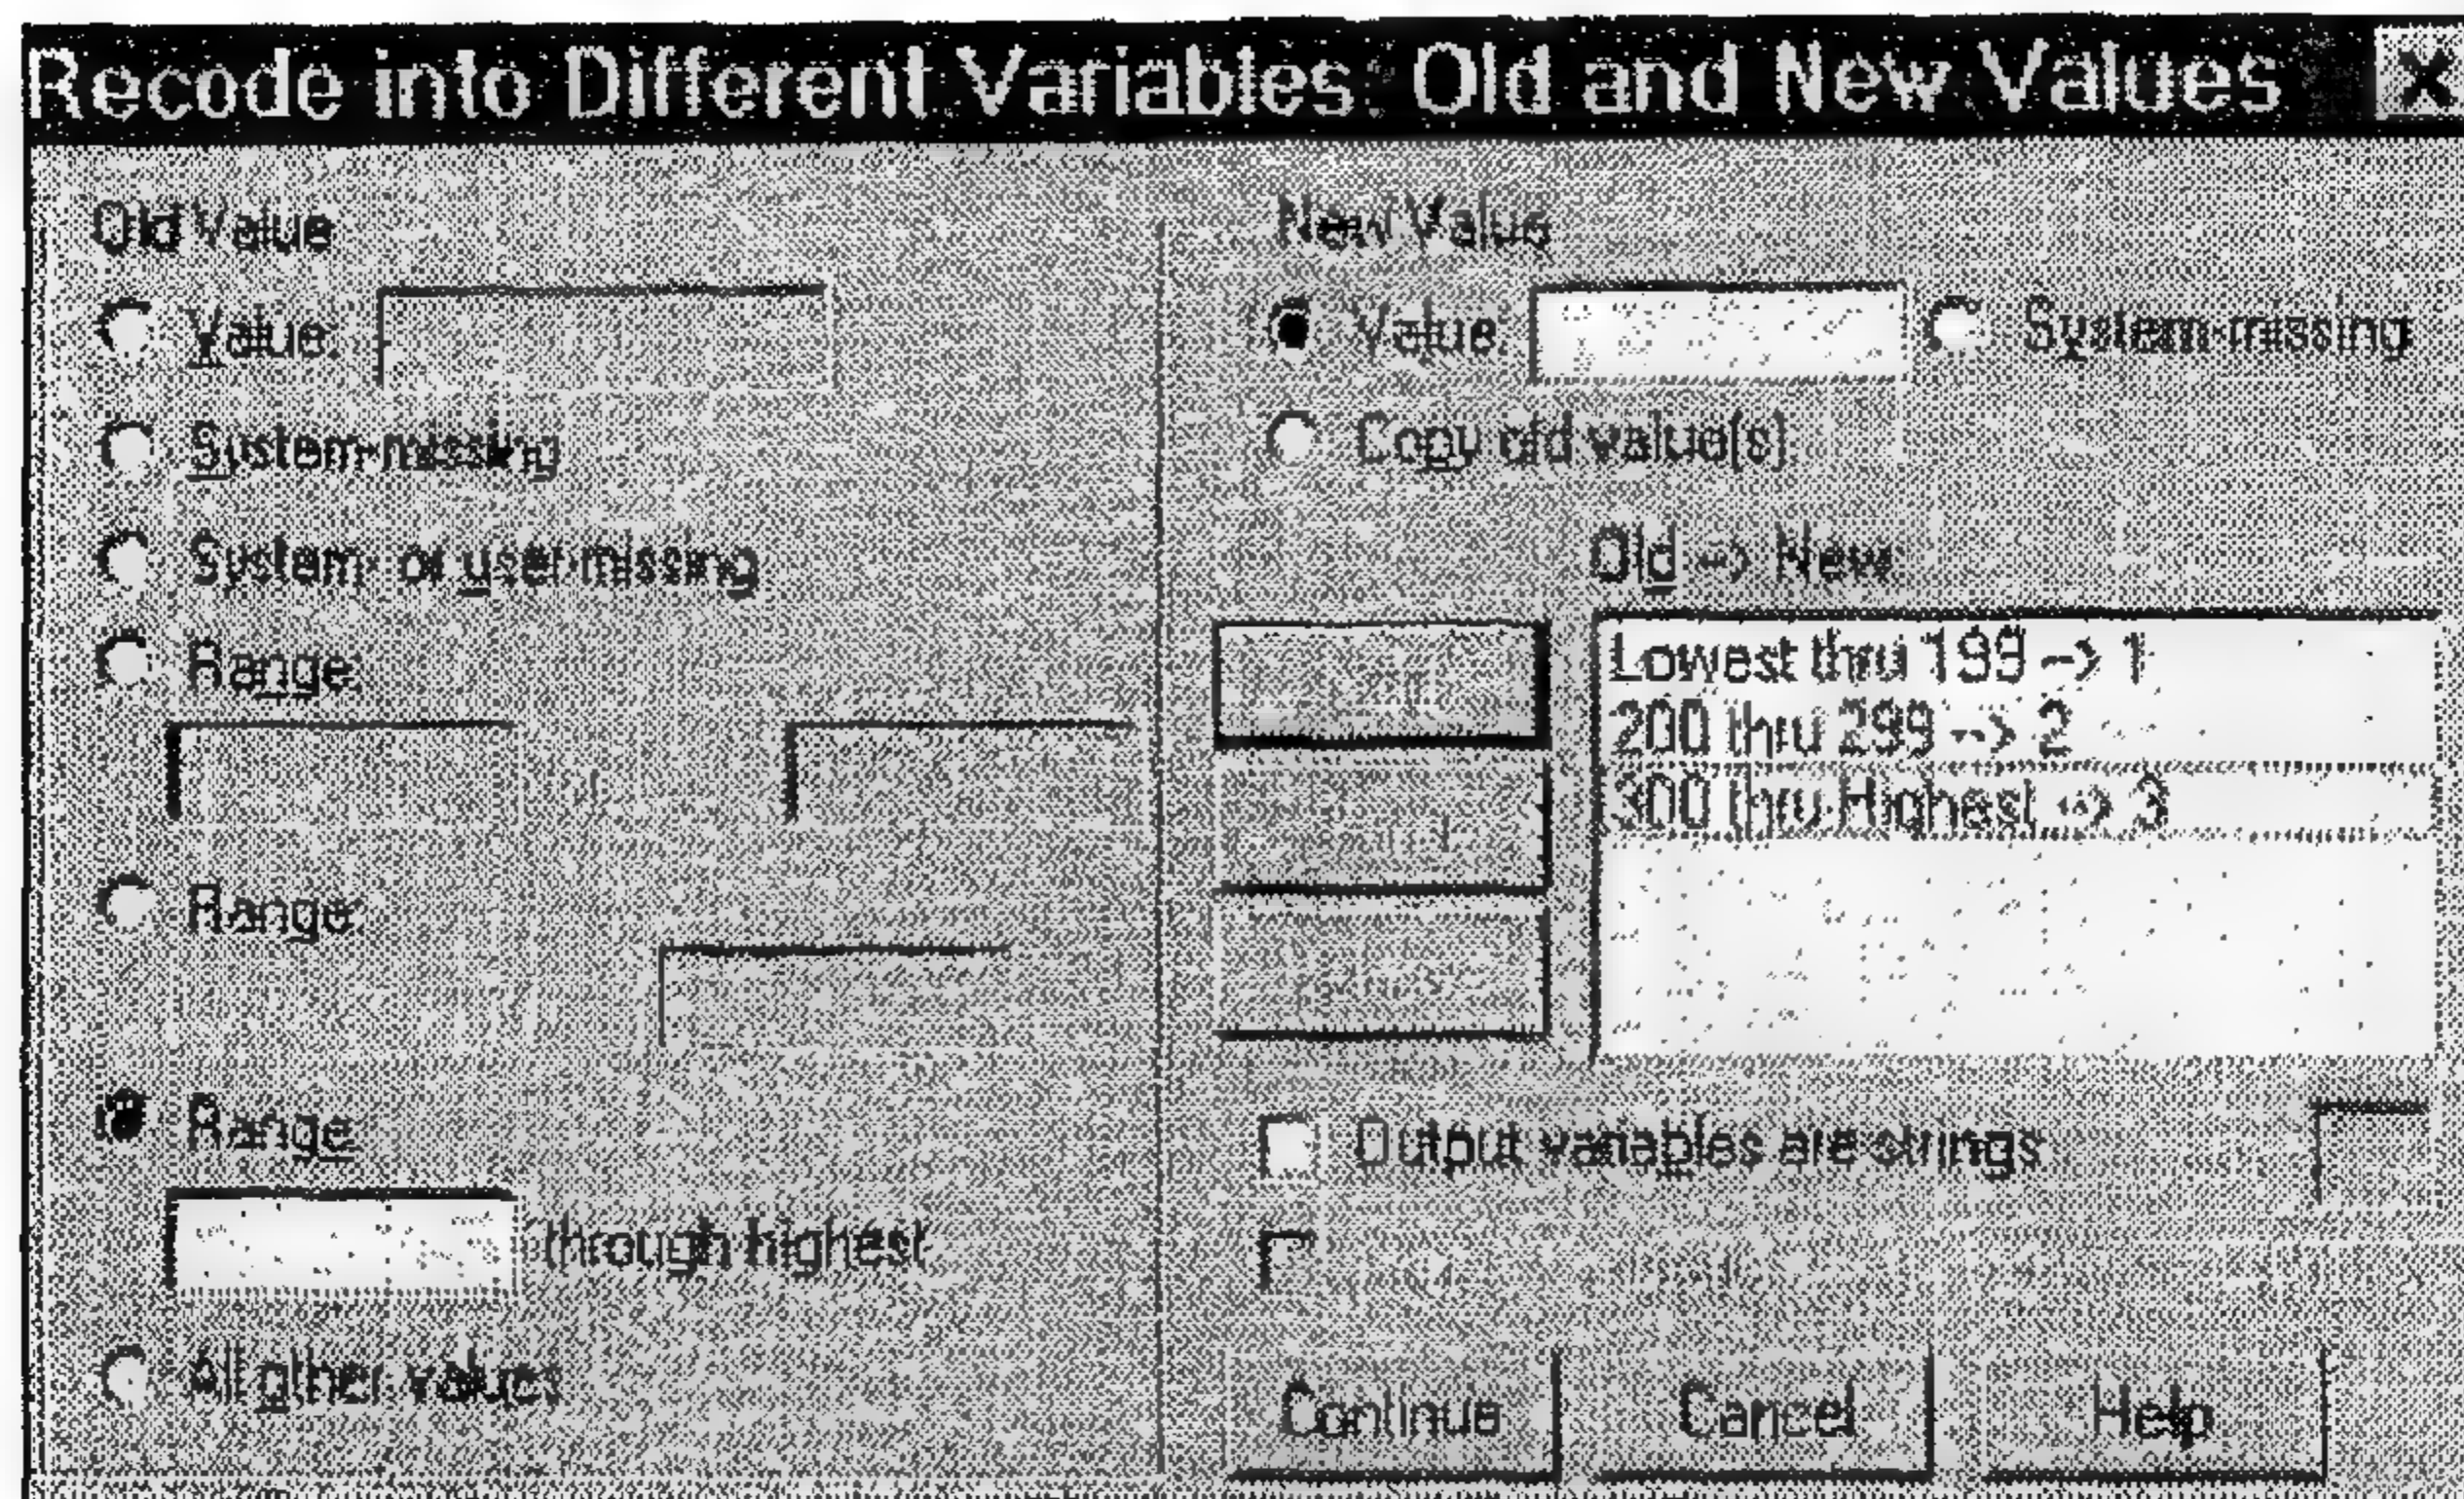 Recode into Different Variables: Old and New Values
Old Value
Value:
System-missing
System- or user-missing
Range:
Range:
Range:
through highest
All other values
New Value
Value:
System-missing
Copy old value(s)
Old --> New
Lowest thru 199 --> 1
200 thru 299 --> 2
300 thru Highest --> 3
Output variables are strings
Continue
Cancel
Help